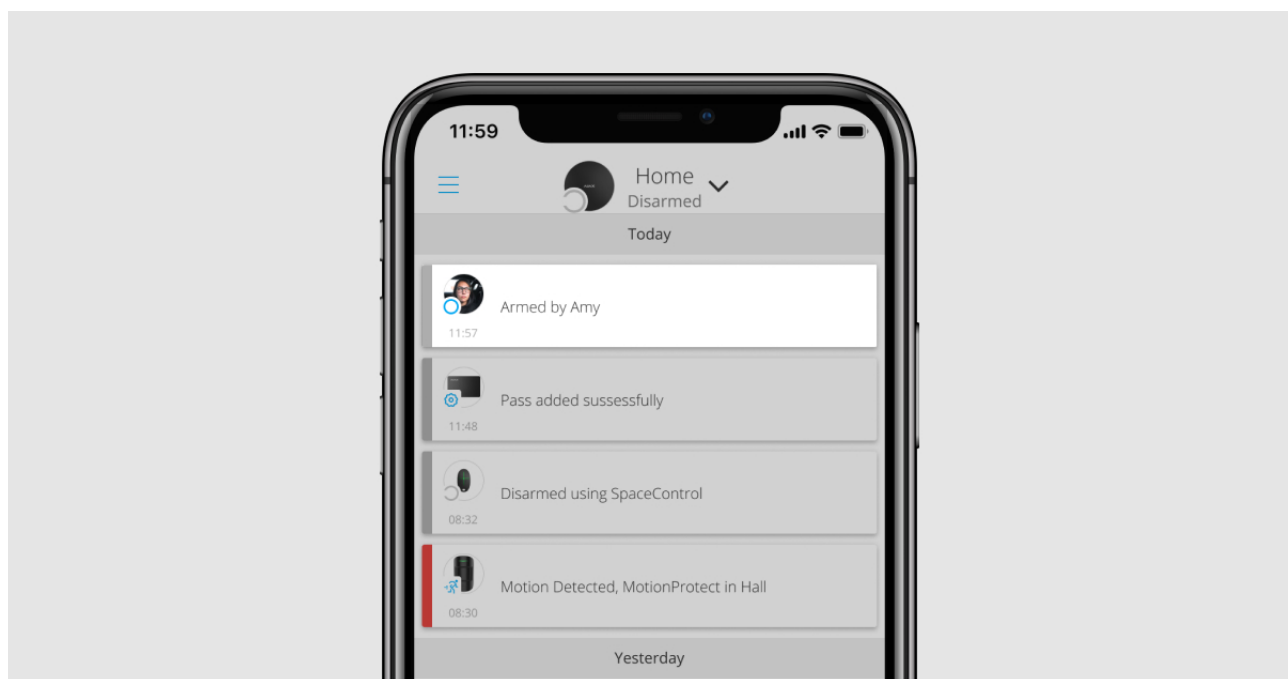 11:59
Home
Disarmed
Today
Armed by Amy
11:57
Pass added sussessfully
11:48
Disarmed using SpaceControl
08:32
Motion Detected, MotionProtect in Hall
08:30
Yesterday